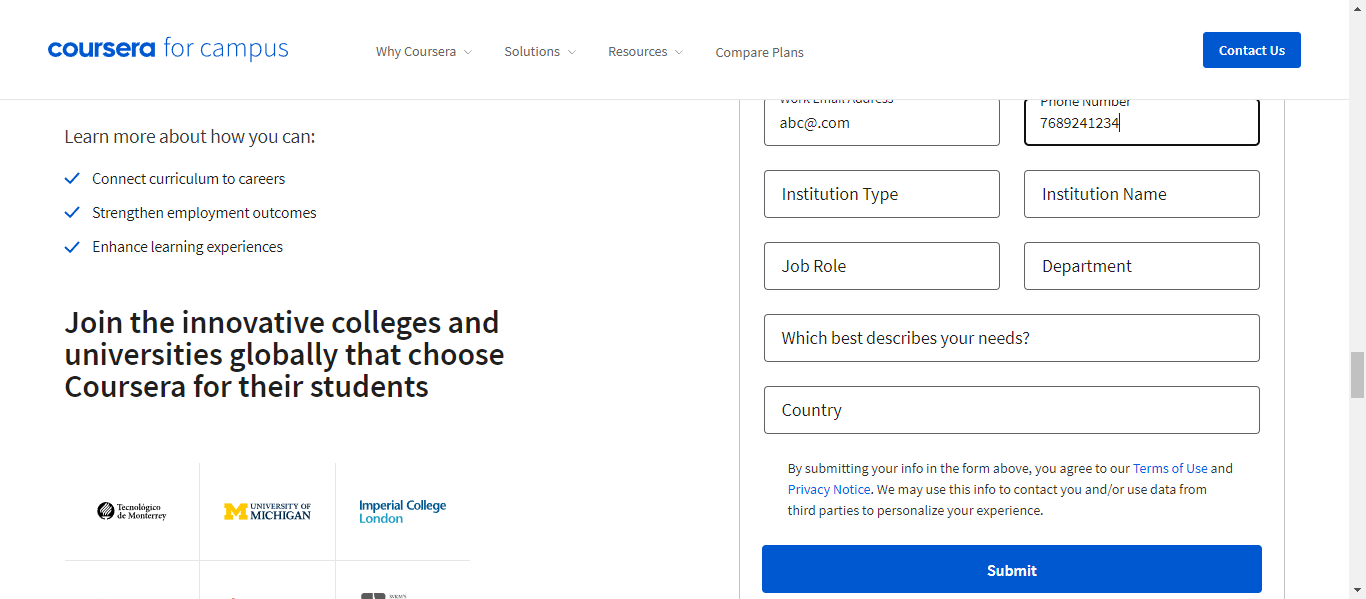 coursera for campus
Why Coursera
Solutions
Resources
Compare Plans
Contact Us
Learn more about how you can:
Connect curriculum to careers
Strengthen employment outcomes
Enhance learning experiences
Join the innovative colleges and
universities globally that choose
Coursera for their students
Tecnológico
de Monterrey
M UNIVERSITY OF
MICHIGAN
Imperial College
London
Work Email Address
abc@.com
Phone Number
7689241234
Institution Type
Institution Name
Job Role
Department
Which best describes your needs?
Country
By submitting your info in the form above, you agree to our Terms of Use and
Privacy Notice. We may use this info to contact you and/or use data from
third parties to personalize your experience.
Submit